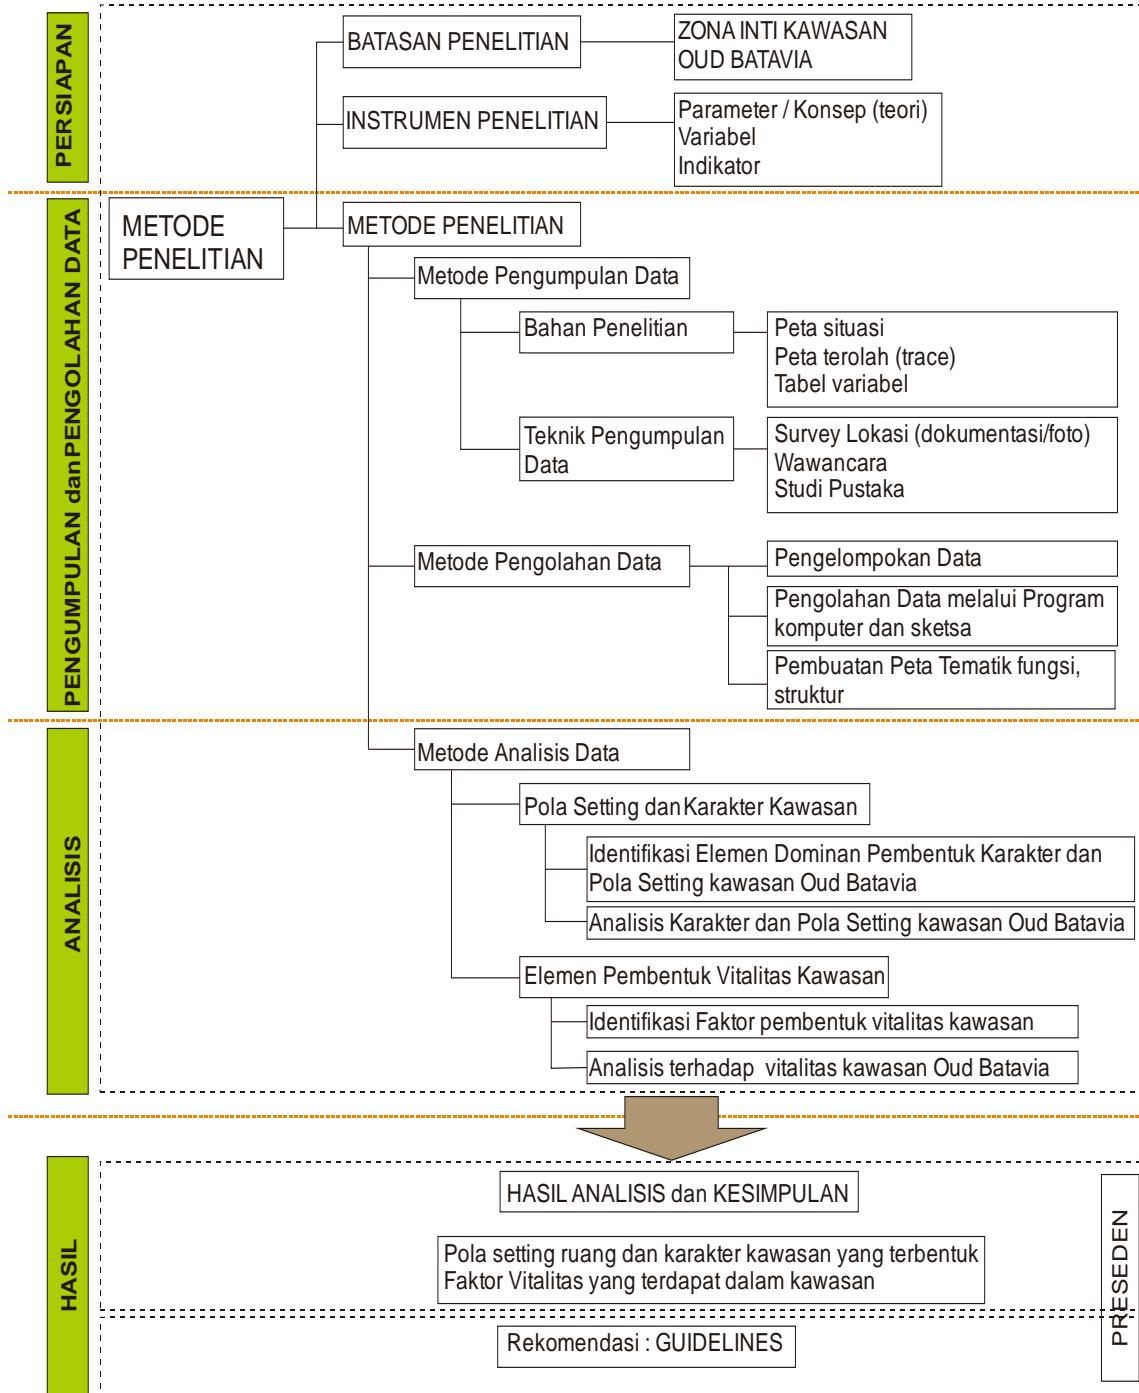 PERSIAPAN
BATASAN PENELITIAN
ZONA INTI KAWASAN
OUD BATAVIA
INSTRUMEN PENELITIAN
Parameter / Konsep (teori)
Variabel
Indikator
PENGUMPULAN dan PENGOLAHAN DATA
METODE
PENELITIAN
METODE PENELITIAN
Metode Pengumpulan Data
Bahan Penelitian
Peta situasi
Peta terolah (trace)
Tabel variabel
Teknik Pengumpulan
Data
Survey Lokasi (dokumentasi/foto)
Wawancara
Studi Pustaka
Metode Pengolahan Data
Pengelompokan Data
Pengolahan Data melalui Program
komputer dan sketsa
Pembuatan Peta Tematik fungsi,
struktur
ANALISIS
Metode Analisis Data
Pola Setting dan Karakter Kawasan
Identifikasi Elemen Dominan Pembentuk Karakter dan
Pola Setting kawasan Oud Batavia
Analisis Karakter dan Pola Setting kawasan Oud Batavia
Elemen Pembentuk Vitalitas Kawasan
Identifikasi Faktor pembentuk vitalitas kawasan
Analisis terhadap vitalitas kawasan Oud Batavia
HASIL
HASIL ANALISIS dan KESIMPULAN
Pola setting ruang dan karakter kawasan yang terbentuk
Faktor Vitalitas yang terdapat dalam kawasan
Rekomendasi : GUIDELINES
PRESEDEN